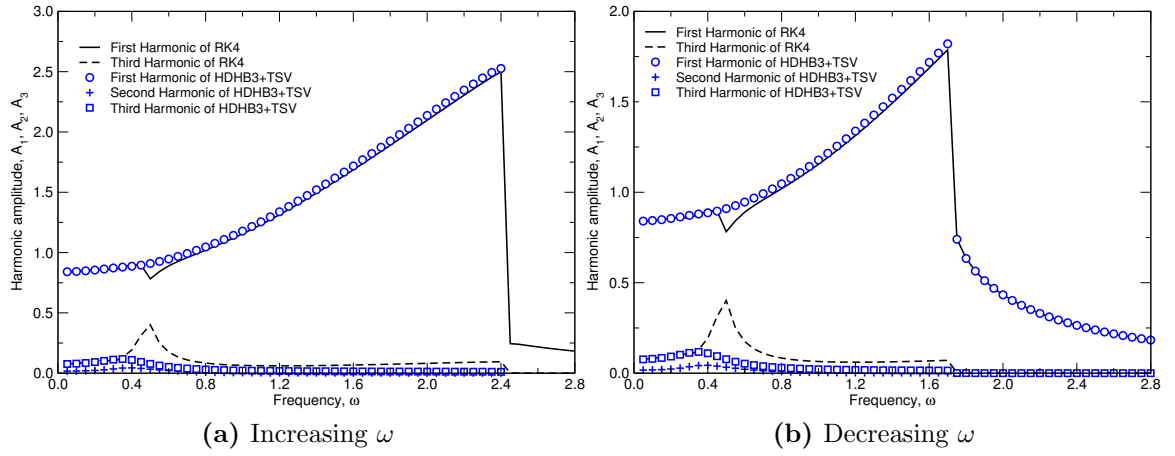 3.0
2.5
2.0
1.5
1.0
0.5
0.0
Harmonic amplitude, A₁, A₂, A₃
First Harmonic of RK4
Third Harmonic of RK4
First Harmonic of HDHB3+TSV
Second Harmonic of HDHB3+TSV
Third Harmonic of HDHB3+TSV
0.0 0.4 0.8 1.2 1.6 2.0 2.4 2.8
Frequency, ω
(a) Increasing ω
2.0
1.5
1.0
0.5
0.0
Harmonic amplitude, A₁, A₂, A₃
First Harmonic of RK4
Third Harmonic of RK4
First Harmonic of HDHB3+TSV
Second Harmonic of HDHB3+TSV
Third Harmonic of HDHB3+TSV
0.0 0.4 0.8 1.2 1.6 2.0 2.4 2.8
Frequency, ω
(b) Decreasing ω